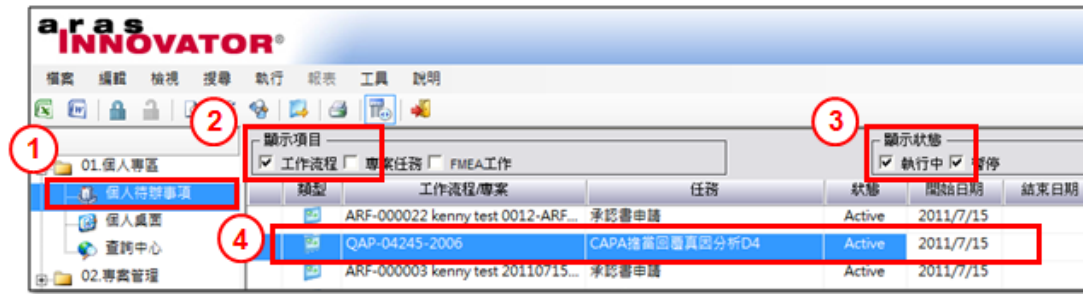 aras
INNOVATOR®
檔案 編輯 檢視 搜尋 執行 報表 工具 說明
1
2
3
4
顯示項目
工作流程 專案任務 FMEA工作
顯示狀態
執行中 暫停
01.個人專區
個人待辦事項
個人桌面
查詢中心
02.專案管理
類型 工作流程/專案 任務 狀態 開始日期 結束日期
ARF-000022 kenny test 0012-ARF... 承認書申請 Active 2011/7/15
QAP-04245-2006 CAPA擔當回覆真因分析D4 Active 2011/7/15
ARF-000003 kenny test 20110715... 承認書申請 Active 2011/7/15